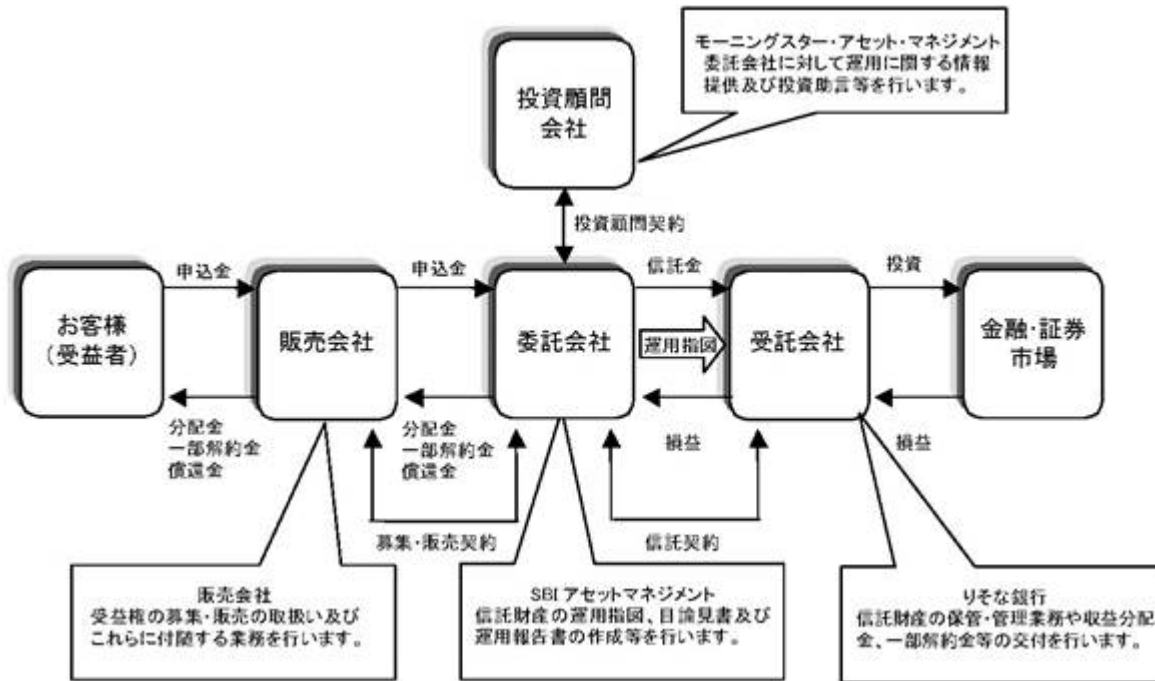 モーニングスター・アセット・マネジメント
委託会社に対して運用に関する情報
提供及び投資助言等を行います。
投資顧問
会社
投資顧問契約
申込金
申込金
信託金
投資
お客様
(受益者)
販売会社
委託会社
運用指図
受託会社
金融・証券
市場
分配金
一部解約金
償還金
分配金
一部解約金
償還金
損益
損益
募集・販売契約
信託契約
販売会社
受益権の募集・販売の取扱い及び
これらに付随する業務を行います。
SBIアセットマネジメント
信託財産の運用指図、目論見書及び
運用報告書の作成等を行います。
りそな銀行
信託財産の保管・管理業務や収益分配
金、一部解約金等の交付を行います。